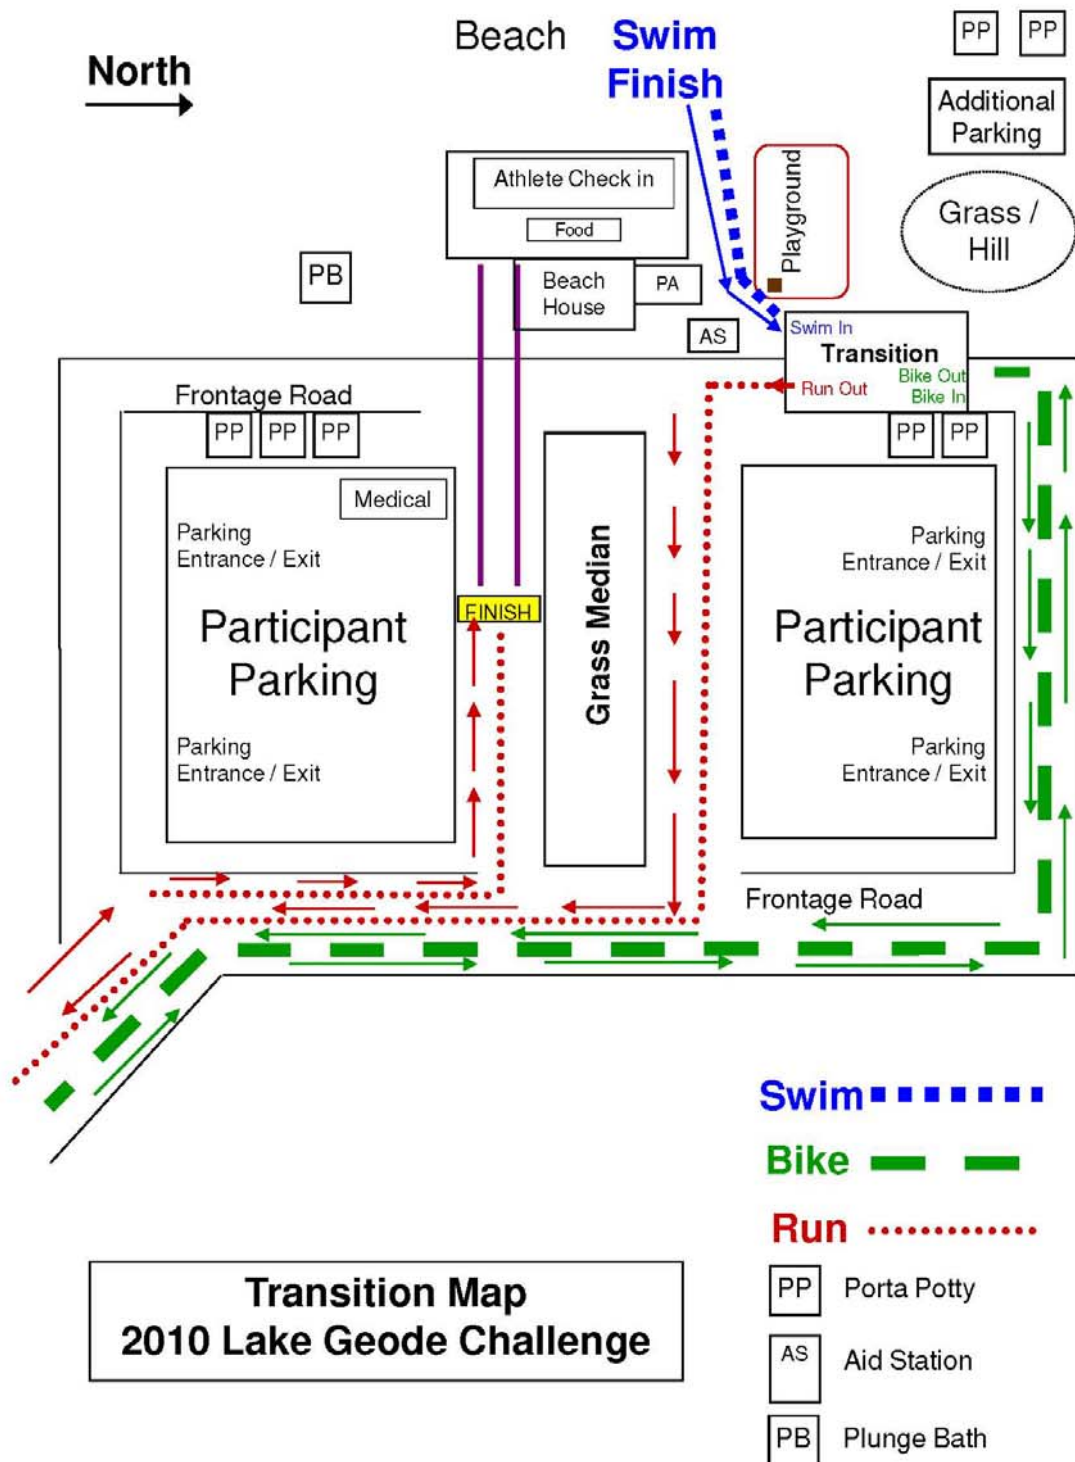 Beach
Swim
Finish
PP
PP
North
Additional
Parking
Athlete Check in
Food
Playground
Grass /
Hill
PB
Beach
House
PA
AS
Swim In
Transition
Bike Out
Run Out
Bike In
Frontage Road
PP
PP
PP
PP
PP
Medical
Parking
Entrance / Exit
Parking
Entrance / Exit
FINISH
Participant
Parking
Grass Median
Participant
Parking
Parking
Entrance / Exit
Parking
Entrance / Exit
Frontage Road
Swim
Bike
Run
PP Porta Potty
AS Aid Station
PB Plunge Bath
Transition Map
2010 Lake Geode Challenge